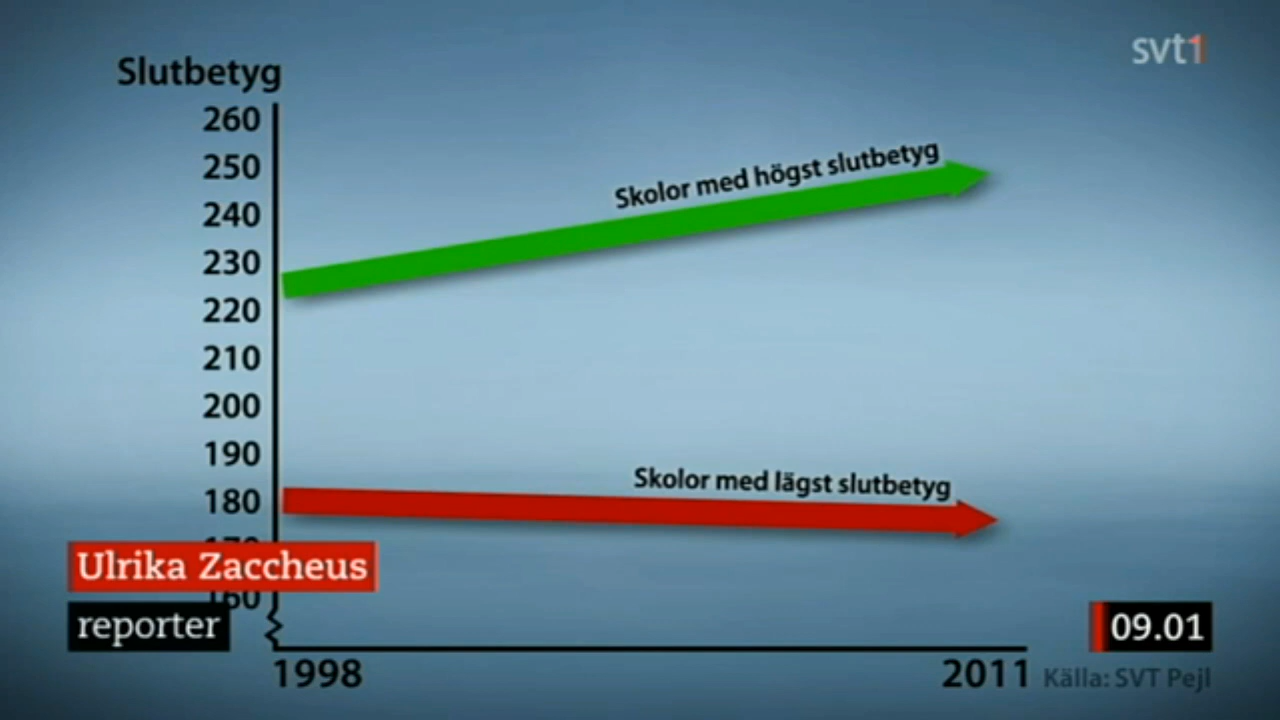 svt1
Slutbetyg
260
250
240
230
220
210
200
190
180
160
Skolor med högst slutbetyg
Skolor med lägst slutbetyg
Ulrika Zaccheus
reporter
09.01
1998
2011
Källa: SVT Pejl